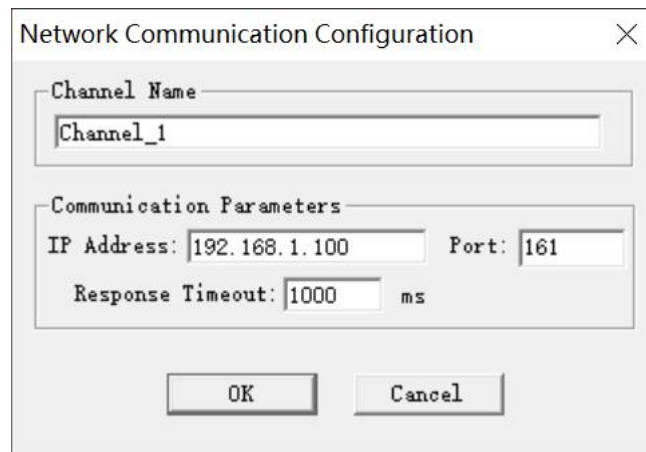 Network Communication Configuration
Channel Name
Channel_1
Communication Parameters
IP Address: 192.168.1.100 Port: 161
Response Timeout: 1000 ms
OK Cancel